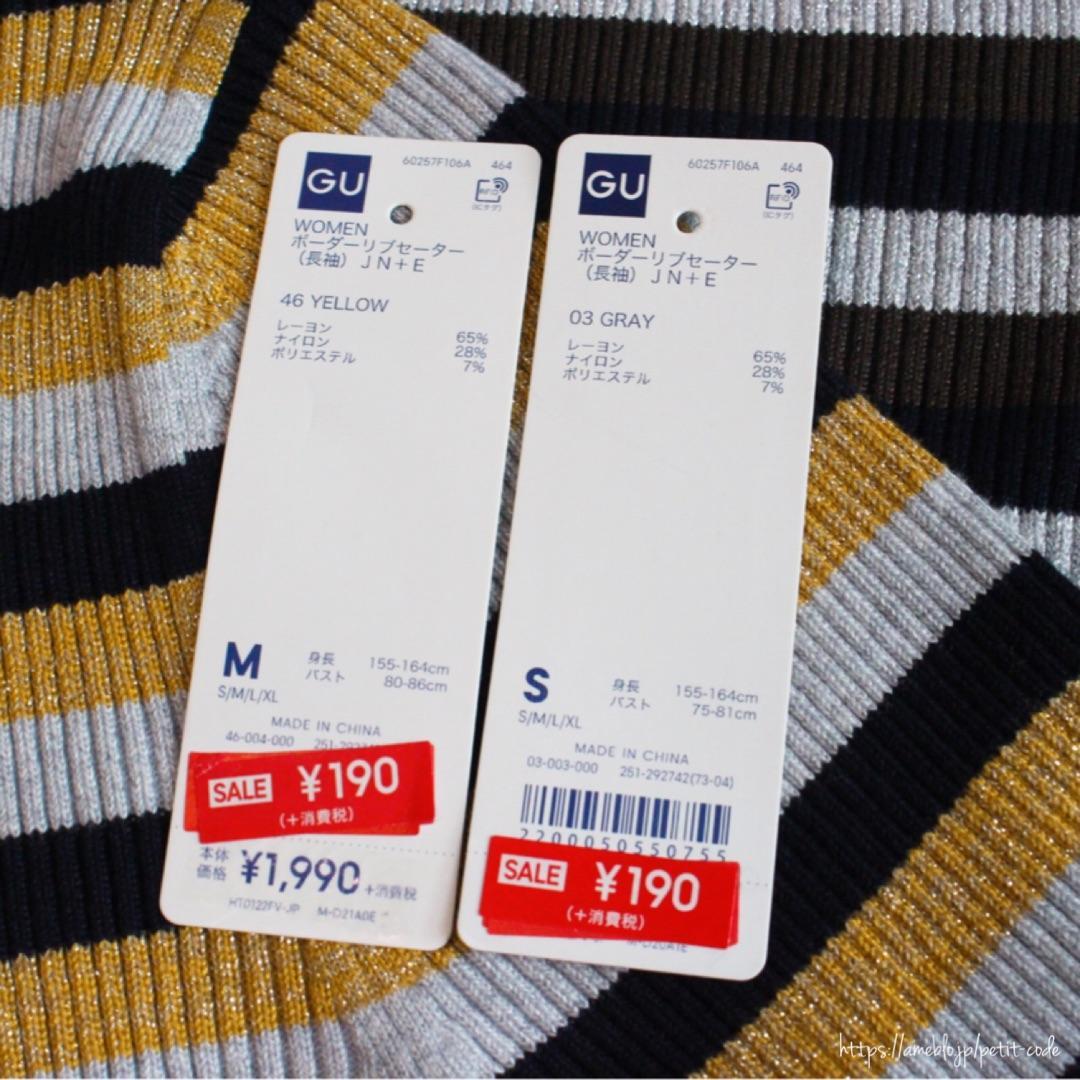 GU
60257F106A 464
RFID
(ICタグ)
WOMEN
ボーダーリブセーター
(長袖) JN+E
46 YELLOW
レーヨン 65%
ナイロン 28%
ポリエステル 7%
M 身長 155-164cm
バスト 80-86cm
S/M/L/XL
MADE IN CHINA
46-004-000
SALE ¥190
(+消費税)
本体価格 ¥1,990 +消費税
HT0122FV-JP M-D21A0E
GU
60257F106A 464
RFID
(ICタグ)
WOMEN
ボーダーリブセーター
(長袖) JN+E
03 GRAY
レーヨン 65%
ナイロン 28%
ポリエステル 7%
S 身長 155-164cm
バスト 75-81cm
S/M/L/XL
MADE IN CHINA
03-003-000 251-292742(73-04)
2200050550755
SALE ¥190
(+消費税)
https://ameblo.jp/petit-code